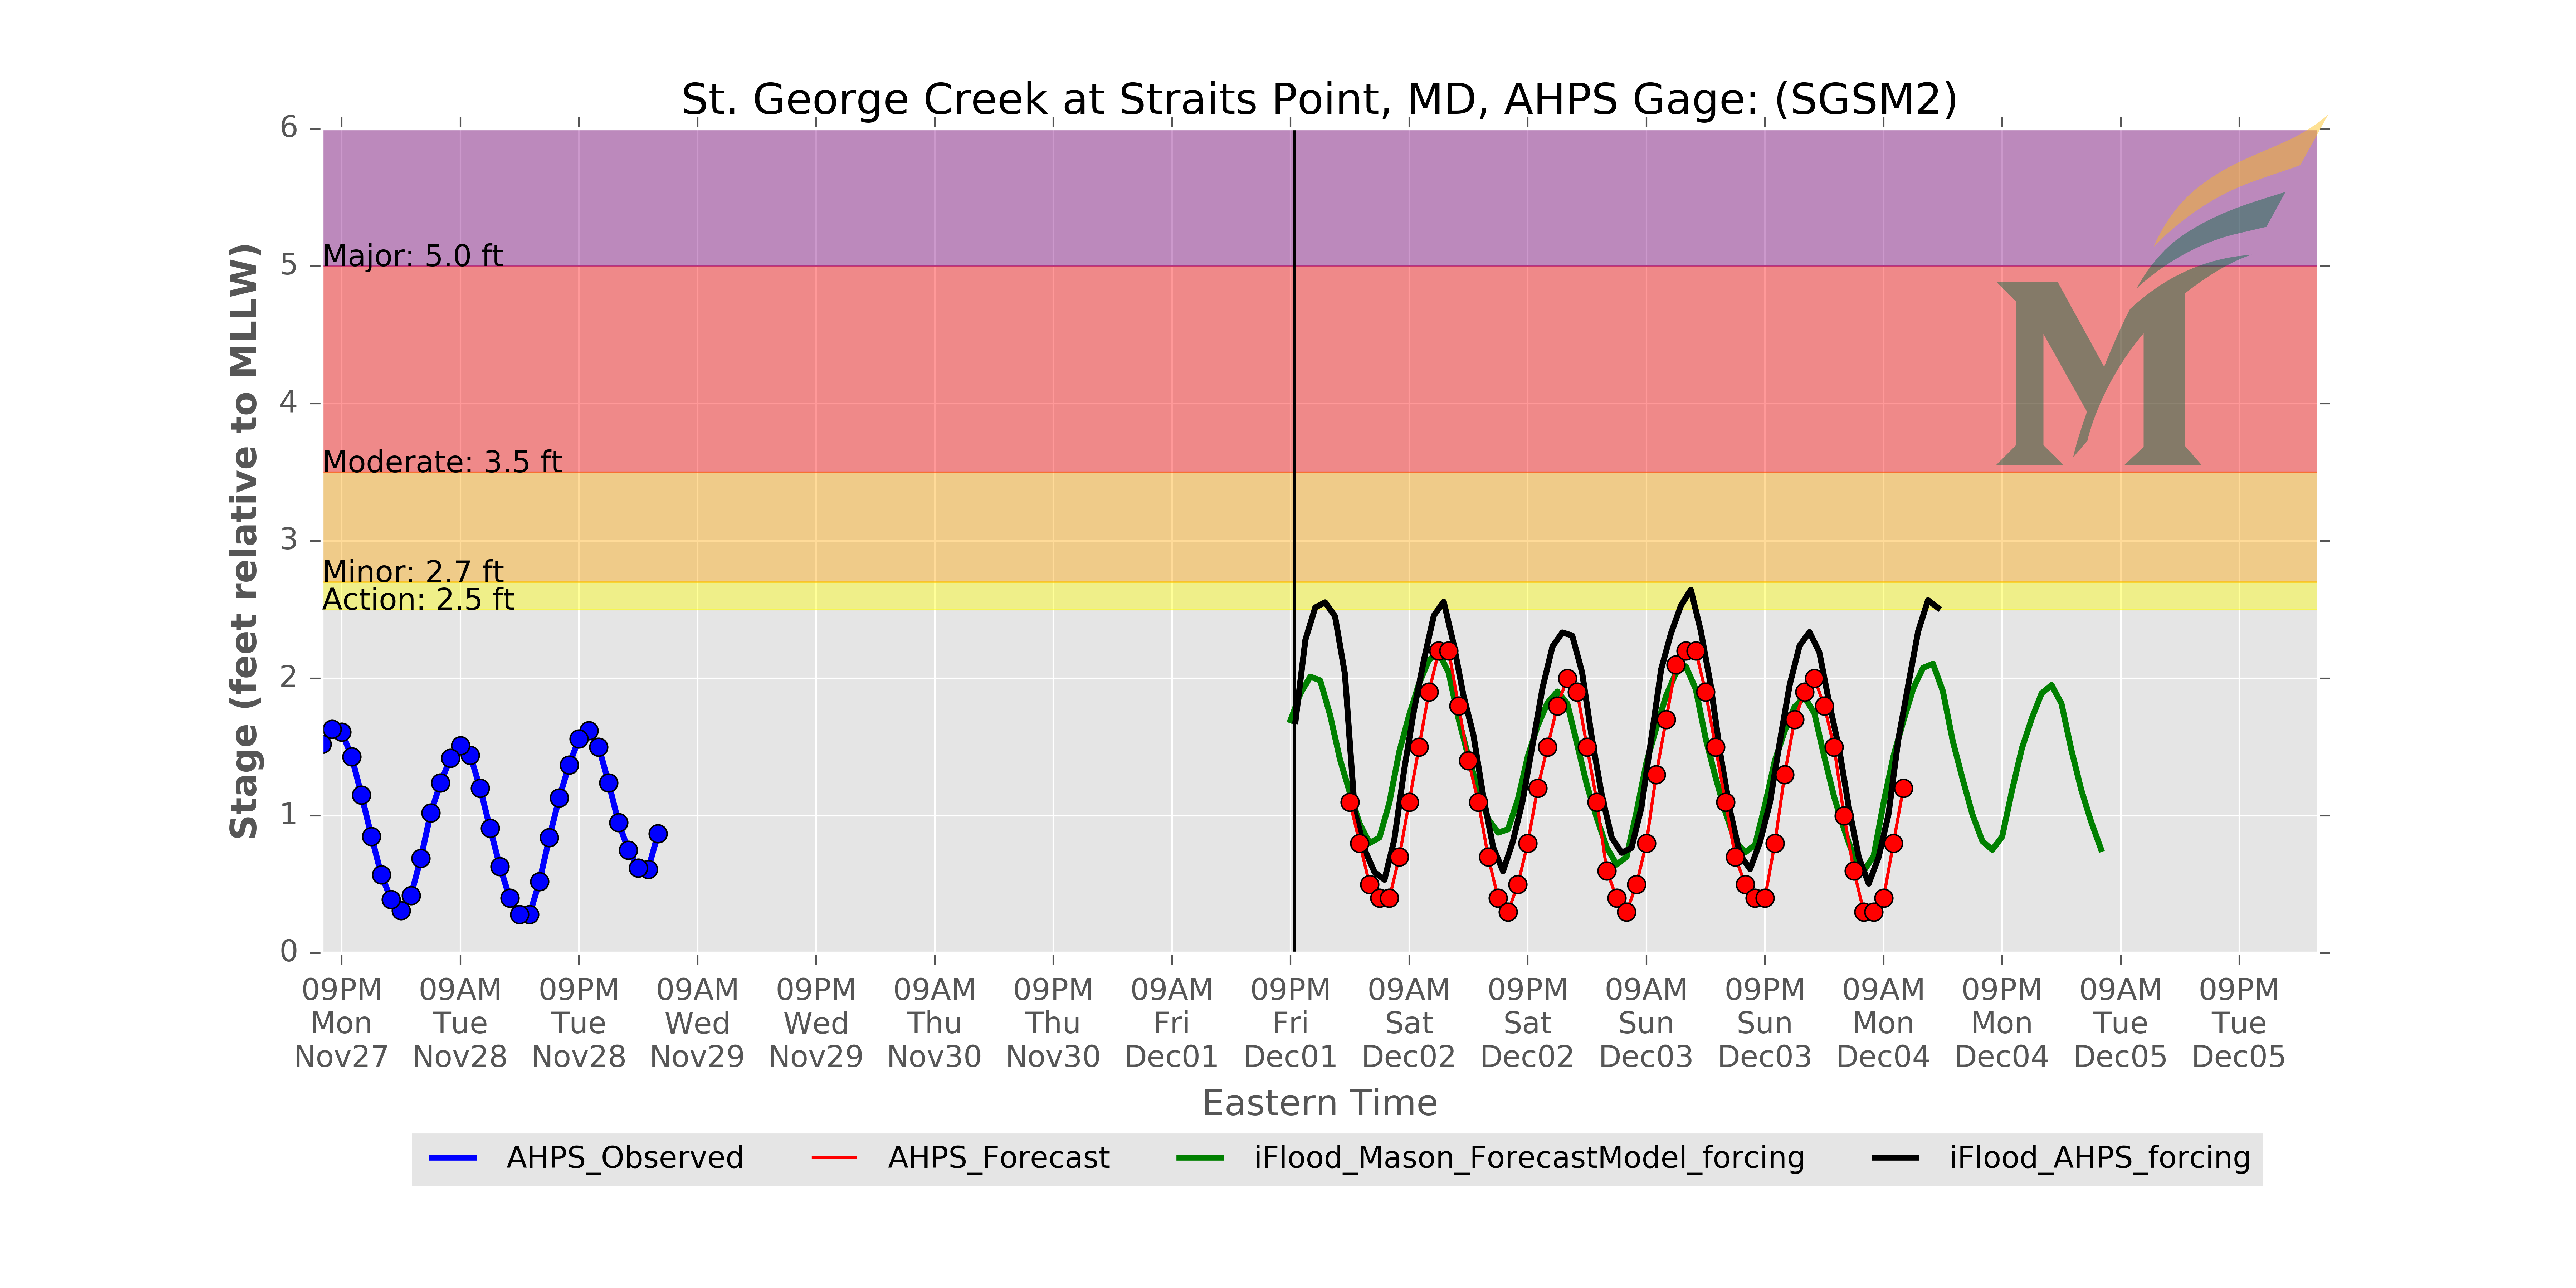 St. George Creek at Straits Point, MD, AHPS Gage: (SGSM2)
Stage (feet relative to MLLW)
6
5
4
3
2
1
0
Major: 5.0 ft
Moderate: 3.5 ft
Minor: 2.7 ft
Action: 2.5 ft
M
09PM 09AM 09PM 09AM 09PM 09AM 09PM 09AM 09PM 09AM 09PM 09AM 09PM 09AM 09PM 09AM 09PM
Mon Tue Tue Wed Wed Thu Thu Fri Fri Sat Sat Sun Sun Mon Mon Tue Tue
Nov27 Nov28 Nov28 Nov29 Nov29 Nov30 Nov30 Dec01 Dec01 Dec02 Dec02 Dec03 Dec03 Dec04 Dec04 Dec05 Dec05
Eastern Time
AHPS_Observed AHPS_Forecast iFlood_Mason_ForecastModel_forcing iFlood_AHPS_forcing